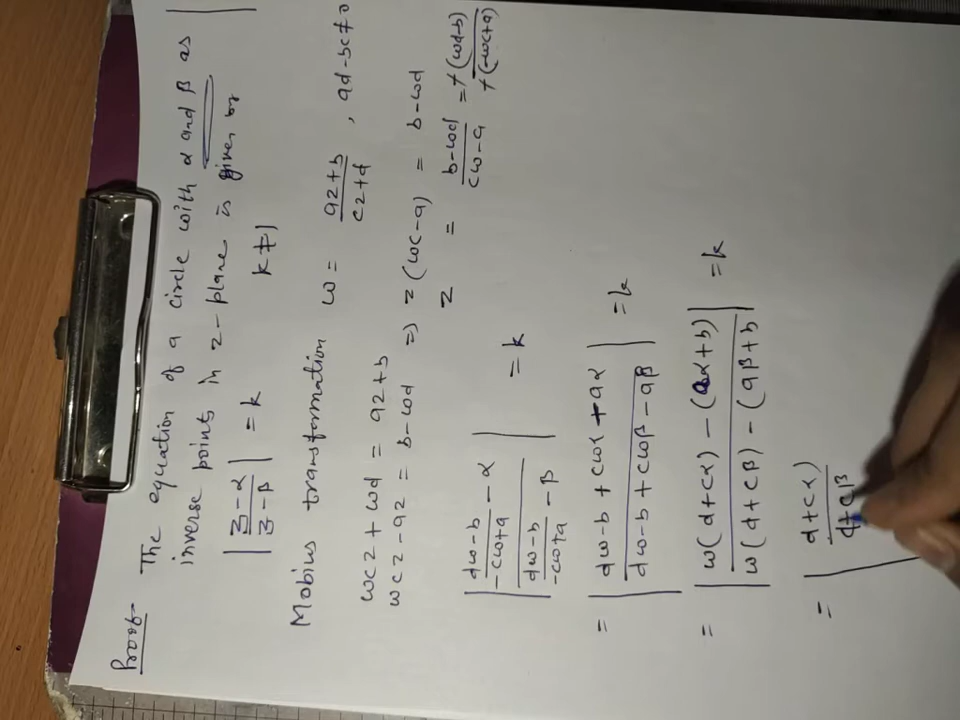 Proof- The equation of a circle with α and β as
inverse points in z-plane is given by
|z-α / z-β| = k   k≠1
Mobius transformation   w = az+b / cz+d , ad-bc≠0
wcz + wd = az+b
wcz - az = b-wd => z(wc-a) = b-wd
z = b-wd / cw-a = +(wd-b) / +(-wc+a)
| dw-b / -cw+a - α / dw-b / -cw+a - β | = k
= | dw-b + cwα + aα / dw-b + cwβ - aβ | = k
= | w(d+cα) - (aα+b) / w(d+cβ) - (aβ+b) | = k
= | d+cα / d+cβ